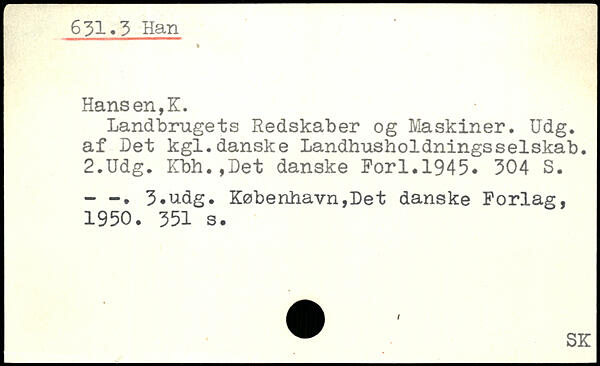 631.3 Han
Hansen,K.
Landbrugets Redskaber og Maskiner. Udg.
af Det kgl.danske Landhusholdningsselskab.
2.Udg. Kbh.,Det danske Forl.1945. 304 S.
- -. 3.udg. København,Det danske Forlag,
1950. 351 s.
SK